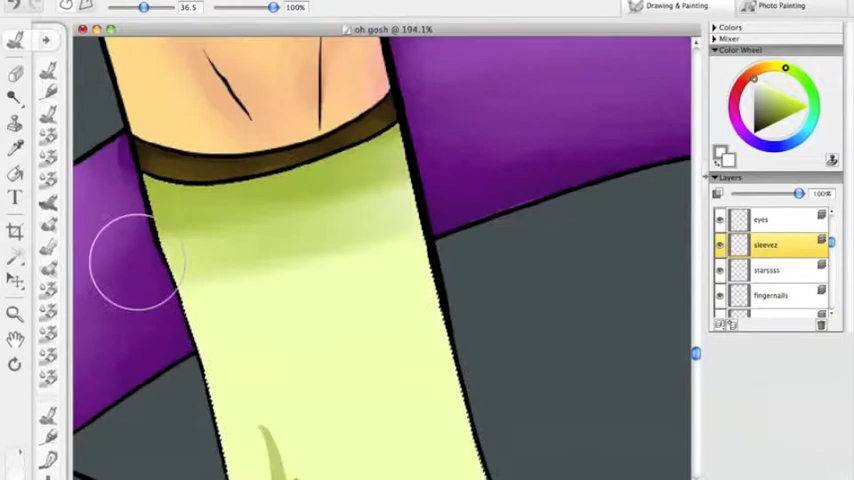 36.5 100% Drawing & Painting Photo Painting
oh gosh @ 194.1%
Colors
Mixer
Color Wheel
Layers
100%
eyes
sleevez
starssss
fingernails
T